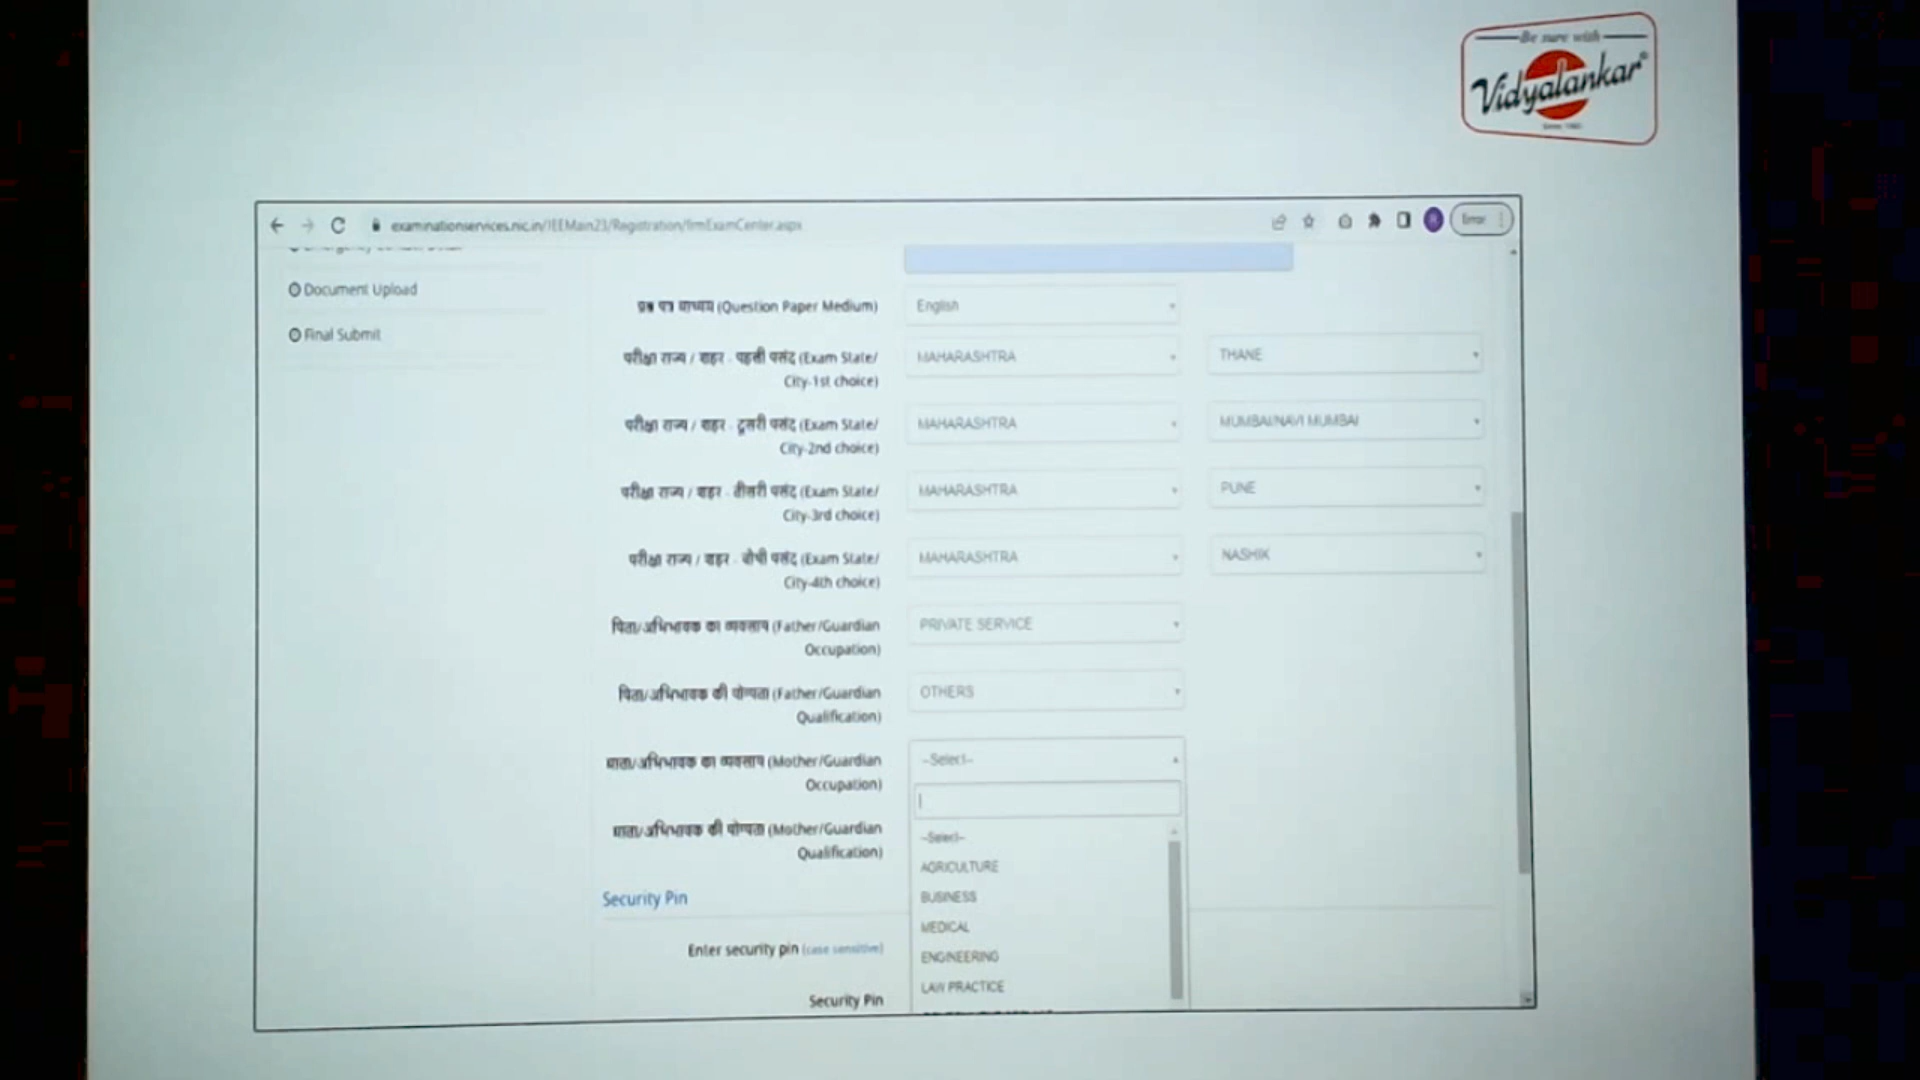 Be sure with
Vidyalankar
examinationservices.nic.in/JEEMain23/Registration/frmExamCenter.aspx
Error
Document Upload
Final Submit
प्रश्न पत्र माध्यम (Question Paper Medium)
English
परीक्षा राज्य / शहर - पहली पसंद (Exam State/
City-1st choice)
MAHARASHTRA
THANE
परीक्षा राज्य / शहर - दूसरी पसंद (Exam State/
City-2nd choice)
MAHARASHTRA
MUMBAI/NAVI MUMBAI
परीक्षा राज्य / शहर - तीसरी पसंद (Exam State/
City-3rd choice)
MAHARASHTRA
PUNE
परीक्षा राज्य / शहर - चौथी पसंद (Exam State/
City-4th choice)
MAHARASHTRA
NASHIK
पिता/अभिभावक का व्यवसाय (Father/Guardian
Occupation)
PRIVATE SERVICE
पिता/अभिभावक की योग्यता (Father/Guardian
Qualification)
OTHERS
माता/अभिभावक का व्यवसाय (Mother/Guardian
Occupation)
--Select--
माता/अभिभावक की योग्यता (Mother/Guardian
Qualification)
--Select--
AGRICULTURE
BUSINESS
MEDICAL
ENGINEERING
LAW PRACTICE
Security Pin
Enter security pin (case sensitive)
Security Pin